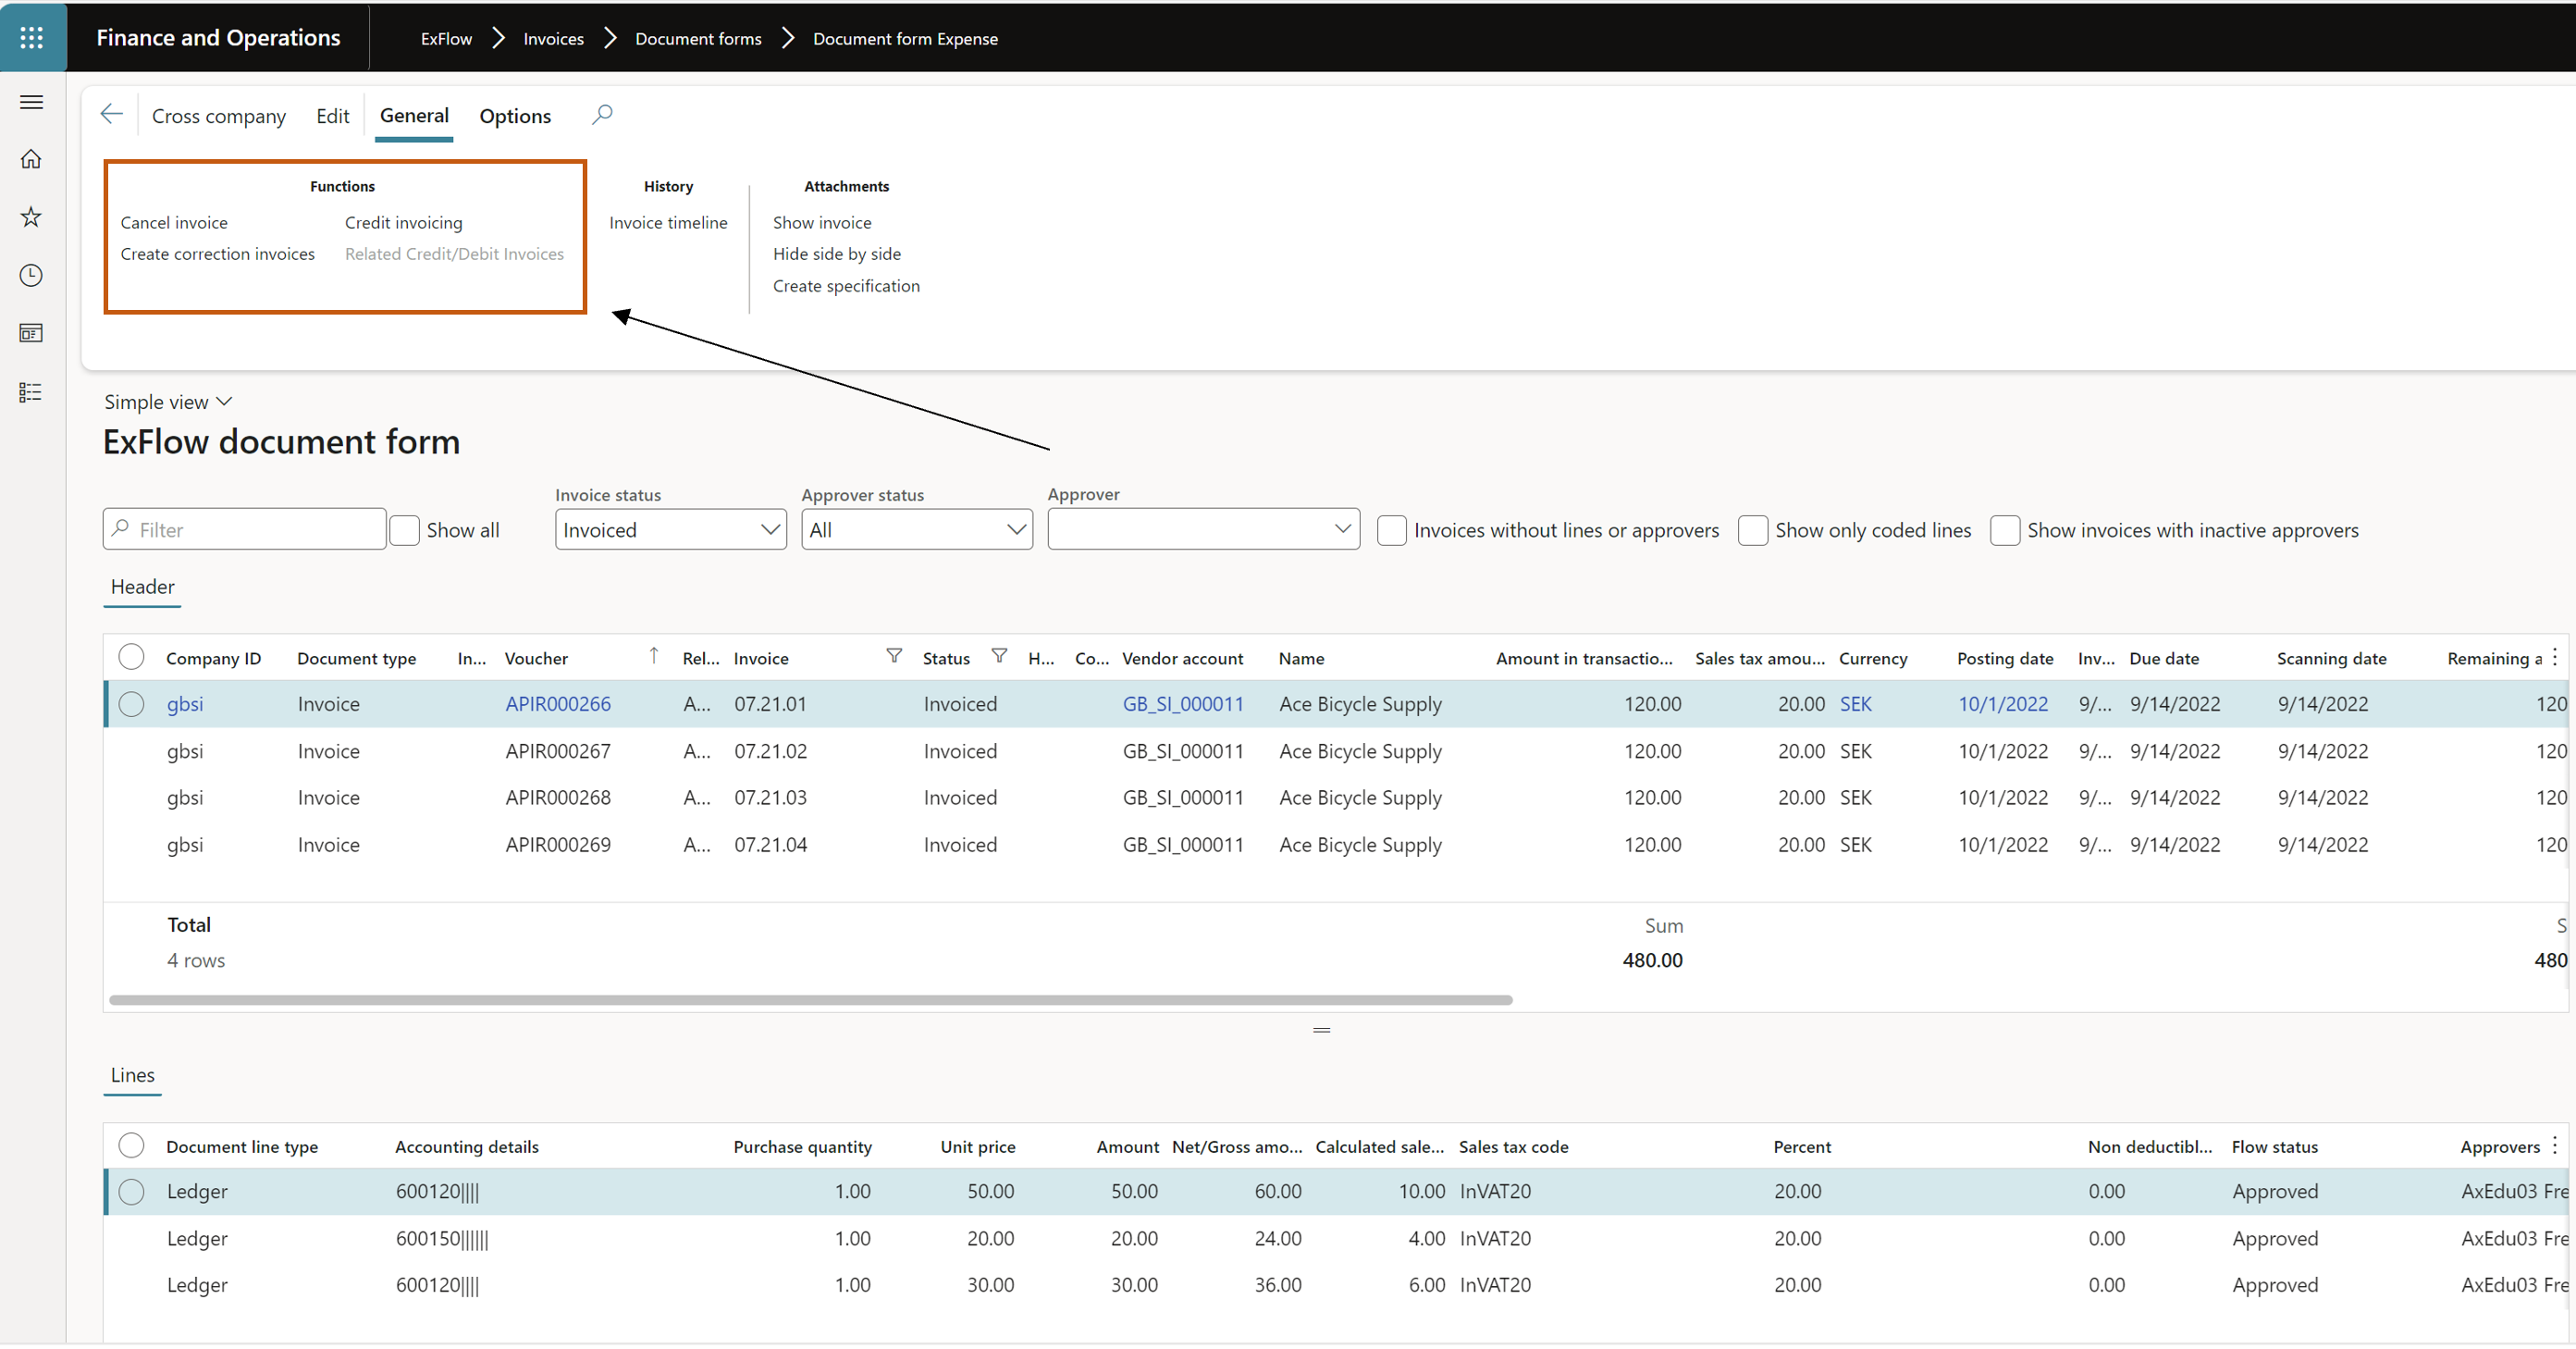 Finance and Operations ExFlow Invoices Document forms Document form Expense
Cross company Edit General Options
Functions History Attachments
Cancel invoice Credit invoicing Invoice timeline Show invoice
Create correction invoices Related Credit/Debit Invoices Hide side by side
Create specification
Simple view
ExFlow document form
Invoice status Approver status Approver
Filter Show all Invoiced All Invoices without lines or approvers Show only coded lines Show invoices with inactive approvers
Header
Company ID Document type In... Voucher Rel... Invoice Status H... Co... Vendor account Name Amount in transactio... Sales tax amou... Currency Posting date Inv... Due date Scanning date Remaining a
gbsi Invoice APIR000266 A... 07.21.01 Invoiced GB_SI_000011 Ace Bicycle Supply 120.00 20.00 SEK 10/1/2022 9/... 9/14/2022 9/14/2022 120
gbsi Invoice APIR000267 A... 07.21.02 Invoiced GB_SI_000011 Ace Bicycle Supply 120.00 20.00 SEK 10/1/2022 9/... 9/14/2022 9/14/2022 120
gbsi Invoice APIR000268 A... 07.21.03 Invoiced GB_SI_000011 Ace Bicycle Supply 120.00 20.00 SEK 10/1/2022 9/... 9/14/2022 9/14/2022 120
gbsi Invoice APIR000269 A... 07.21.04 Invoiced GB_SI_000011 Ace Bicycle Supply 120.00 20.00 SEK 10/1/2022 9/... 9/14/2022 9/14/2022 120
Total Sum S
4 rows 480.00 480
Lines
Document line type Accounting details Purchase quantity Unit price Amount Net/Gross amo... Calculated sale... Sales tax code Percent Non deductibl... Flow status Approvers
Ledger 600120|||| 1.00 50.00 50.00 60.00 10.00 InVAT20 20.00 0.00 Approved AxEdu03 Fre
Ledger 600150|||||| 1.00 20.00 20.00 24.00 4.00 InVAT20 20.00 0.00 Approved AxEdu03 Fre
Ledger 600120|||| 1.00 30.00 30.00 36.00 6.00 InVAT20 20.00 0.00 Approved AxEdu03 Fre